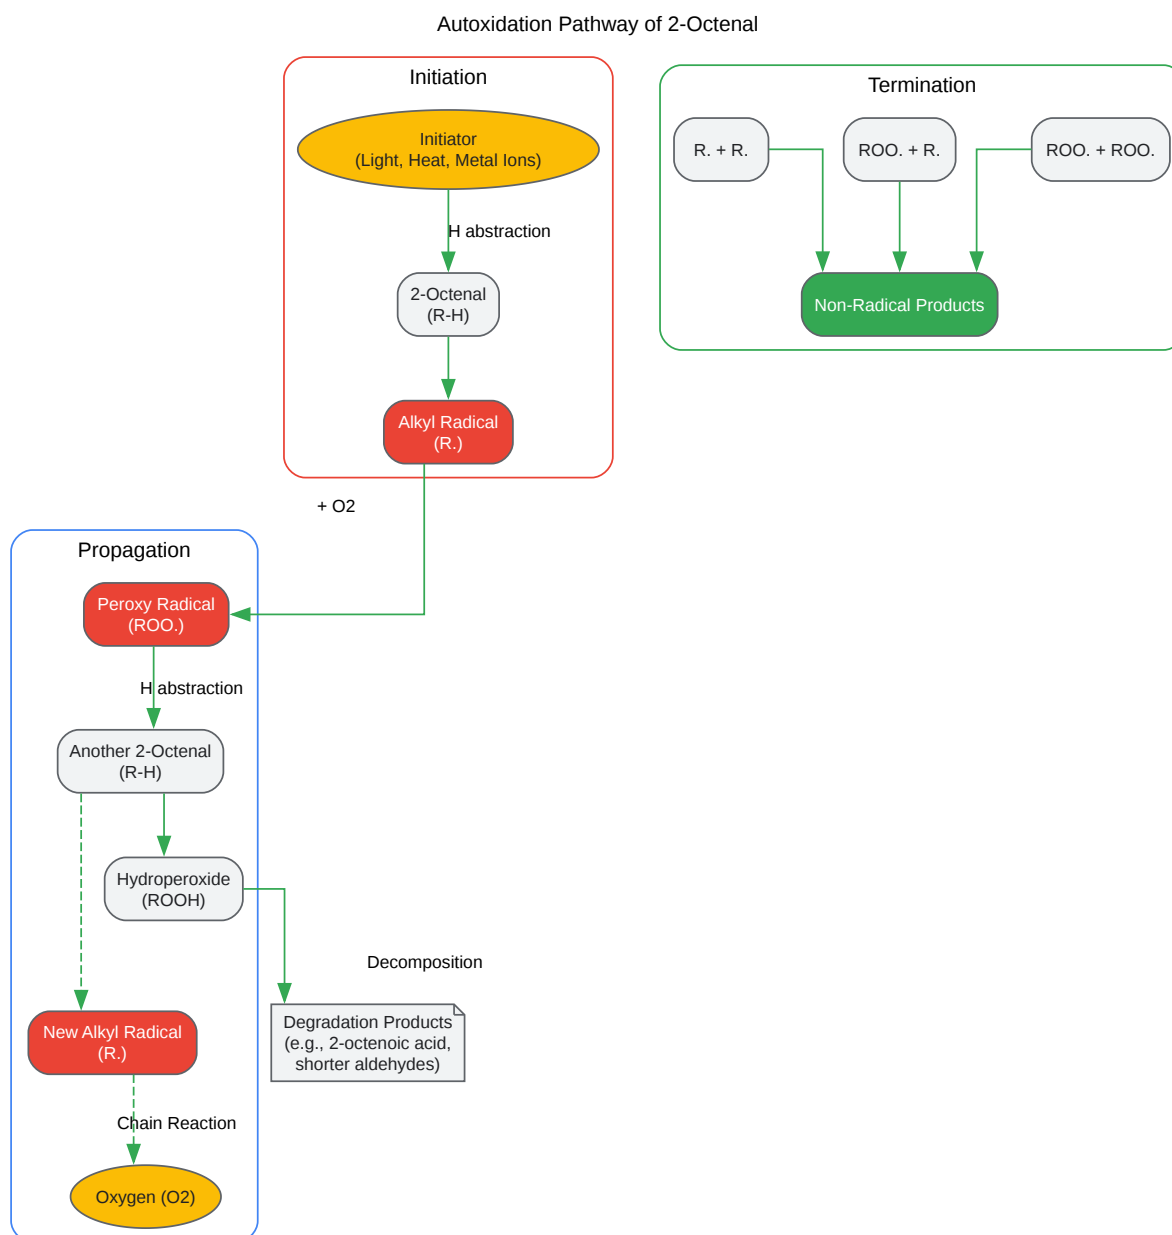 Autoxidation Pathway of 2-Octenal
Initiation
Initiator
(Light, Heat, Metal Ions)
H abstraction
2-Octenal
(R-H)
Alkyl Radical
(R.)
+ O2
Termination
R. + R.
ROO. + R.
ROO. + ROO.
Non-Radical Products
Propagation
Peroxy Radical
(ROO.)
H abstraction
Another 2-Octenal
(R-H)
Hydroperoxide
(ROOH)
Decomposition
Degradation Products
(e.g., 2-octenoic acid,
shorter aldehydes)
New Alkyl Radical
(R.)
Chain Reaction
Oxygen (O2)